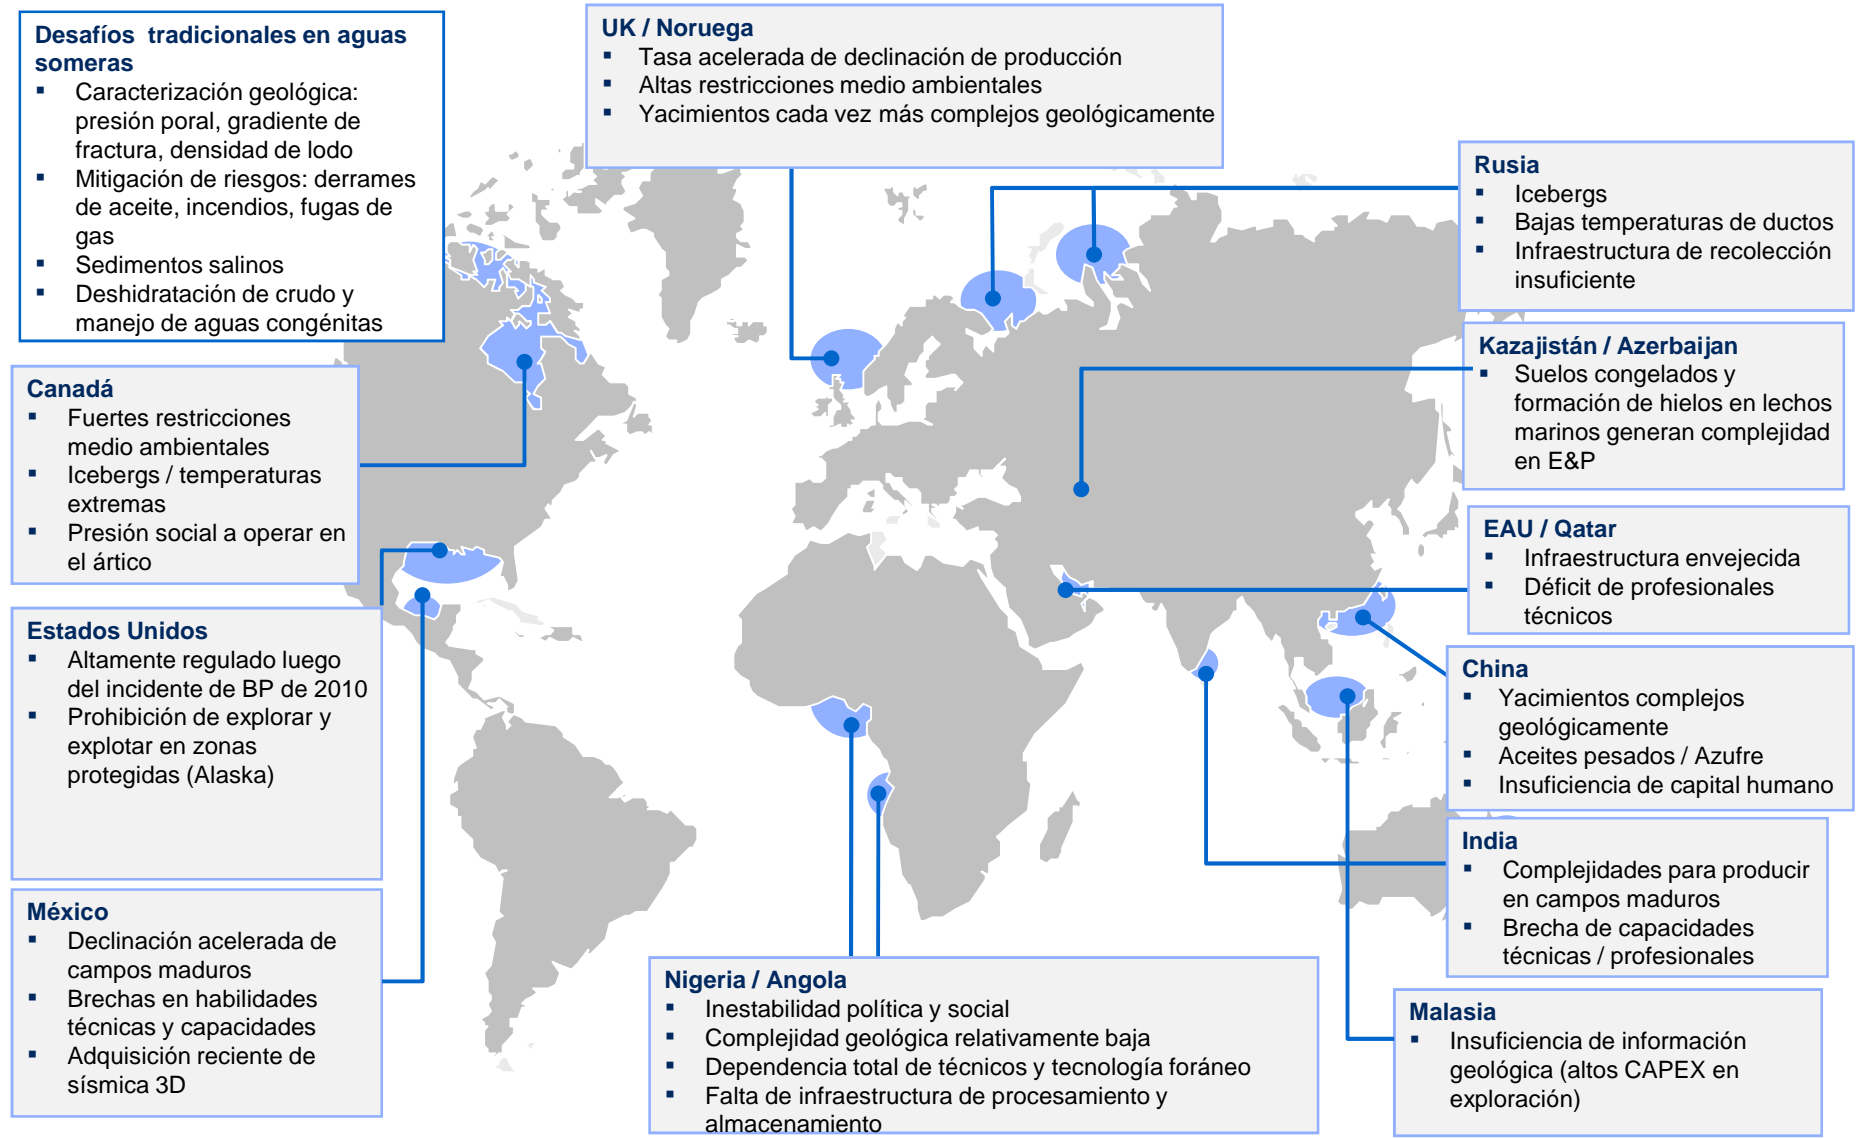 Desafíos tradicionales en aguas
someras
▪ Caracterización geológica:
presión poral, gradiente de
fractura, densidad de lodo
▪ Mitigación de riesgos: derrames
de aceite, incendios, fugas de
gas
▪ Sedimentos salinos
▪ Deshidratación de crudo y
manejo de aguas congénitas
UK / Noruega
▪ Tasa acelerada de declinación de producción
▪ Altas restricciones medio ambientales
▪ Yacimientos cada vez más complejos geológicamente
Rusia
▪ Icebergs
▪ Bajas temperaturas de ductos
▪ Infraestructura de recolección
insuficiente
Kazajistán / Azerbaijan
▪ Suelos congelados y
formación de hielos en lechos
marinos generan complejidad
en E&P
Canadá
▪ Fuertes restricciones
medio ambientales
▪ Icebergs / temperaturas
extremas
▪ Presión social a operar en
el ártico
EAU / Qatar
▪ Infraestructura envejecida
▪ Déficit de profesionales
técnicos
Estados Unidos
▪ Altamente regulado luego
del incidente de BP de 2010
▪ Prohibición de explorar y
explotar en zonas
protegidas (Alaska)
China
▪ Yacimientos complejos
geológicamente
▪ Aceites pesados / Azufre
▪ Insuficiencia de capital humano
India
▪ Complejidades para producir
en campos maduros
▪ Brecha de capacidades
técnicas / profesionales
México
▪ Declinación acelerada de
campos maduros
▪ Brechas en habilidades
técnicas y capacidades
▪ Adquisición reciente de
sísmica 3D
Nigeria / Angola
▪ Inestabilidad política y social
▪ Complejidad geológica relativamente baja
▪ Dependencia total de técnicos y tecnología foráneo
▪ Falta de infraestructura de procesamiento y
almacenamiento
Malasia
▪ Insuficiencia de información
geológica (altos CAPEX en
exploración)